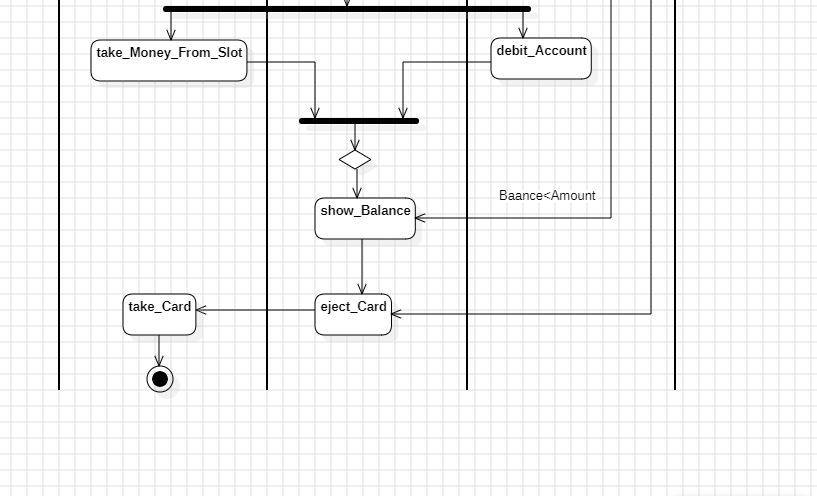 take_Money_From_Slot
debit_Account
Baance<Amount
show_Balance
take_Card
eject_Card